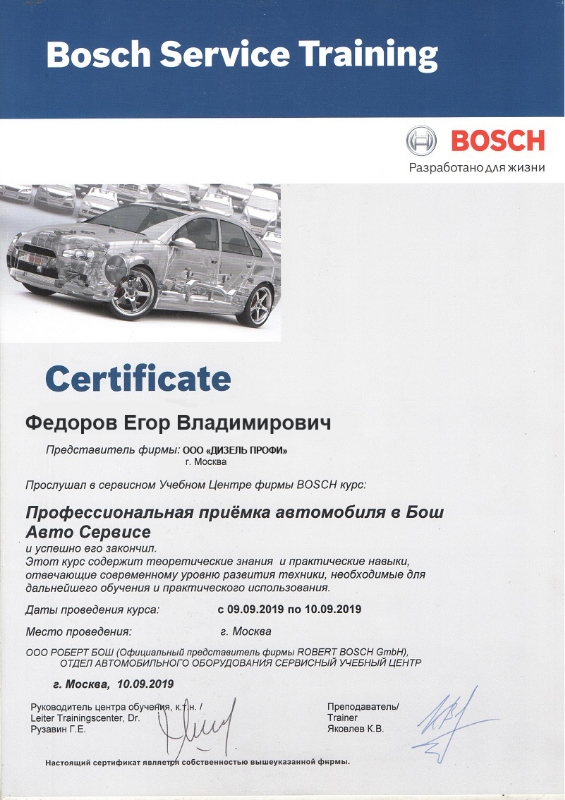 Bosch Service Training
BOSCH
Разработано для жизни
Certificate
Федоров Егор Владимирович
Представитель фирмы: ООО «ДИЗЕЛЬ ПРОФИ»
г. Москва
Прослушал в сервисном Учебном Центре фирмы BOSCH курс:
Профессиональная приёмка автомобиля в Бош
Авто Сервисе
и успешно его закончил.
Этот курс содержит теоретические знания и практические навыки,
отвечающие современному уровню развития техники, необходимые для
дальнейшего обучения и практического использования.
Даты проведения курса: с 09.09.2019 по 10.09.2019
Место проведения: г. Москва
ООО РОБЕРТ БОШ (Официальный представитель фирмы ROBERT BOSCH GmbH),
ОТДЕЛ АВТОМОБИЛЬНОГО ОБОРУДОВАНИЯ СЕРВИСНЫЙ УЧЕБНЫЙ ЦЕНТР
г. Москва, 10.09.2019
Руководитель центра обучения, к.т.н. / Преподаватель/
Leiter Trainingscenter, Dr. Trainer
Рузавин Г.Е. Яковлев К.В.
Настоящий сертификат является собственностью вышеуказанной фирмы.